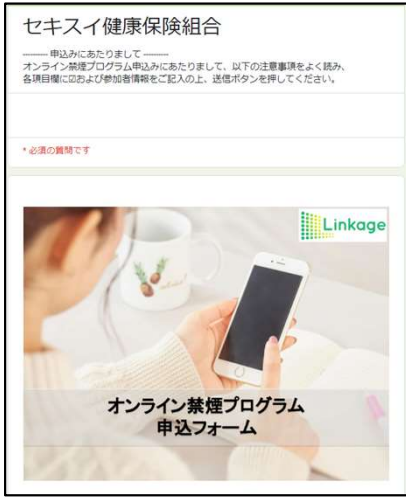 セキスイ健康保険組合
---------- 申込みにあたりまして ----------
オンライン禁煙プログラム申込みにあたりまして、以下の注意事項をよく読み、
各項目欄に☑および参加者情報をご記入の上、送信ボタンを押してください。
* 必須の質問です
Linkage
オンライン禁煙プログラム
申込フォーム